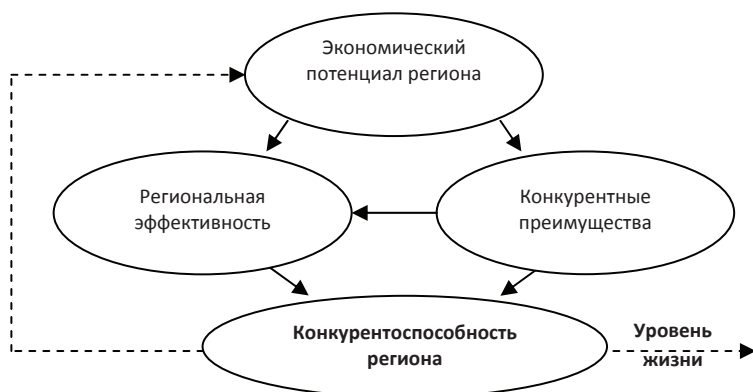 Экономический
потенциал региона
Региональная
эффективность
Конкурентные
преимущества
Конкурентоспособность
региона
Уровень
жизни